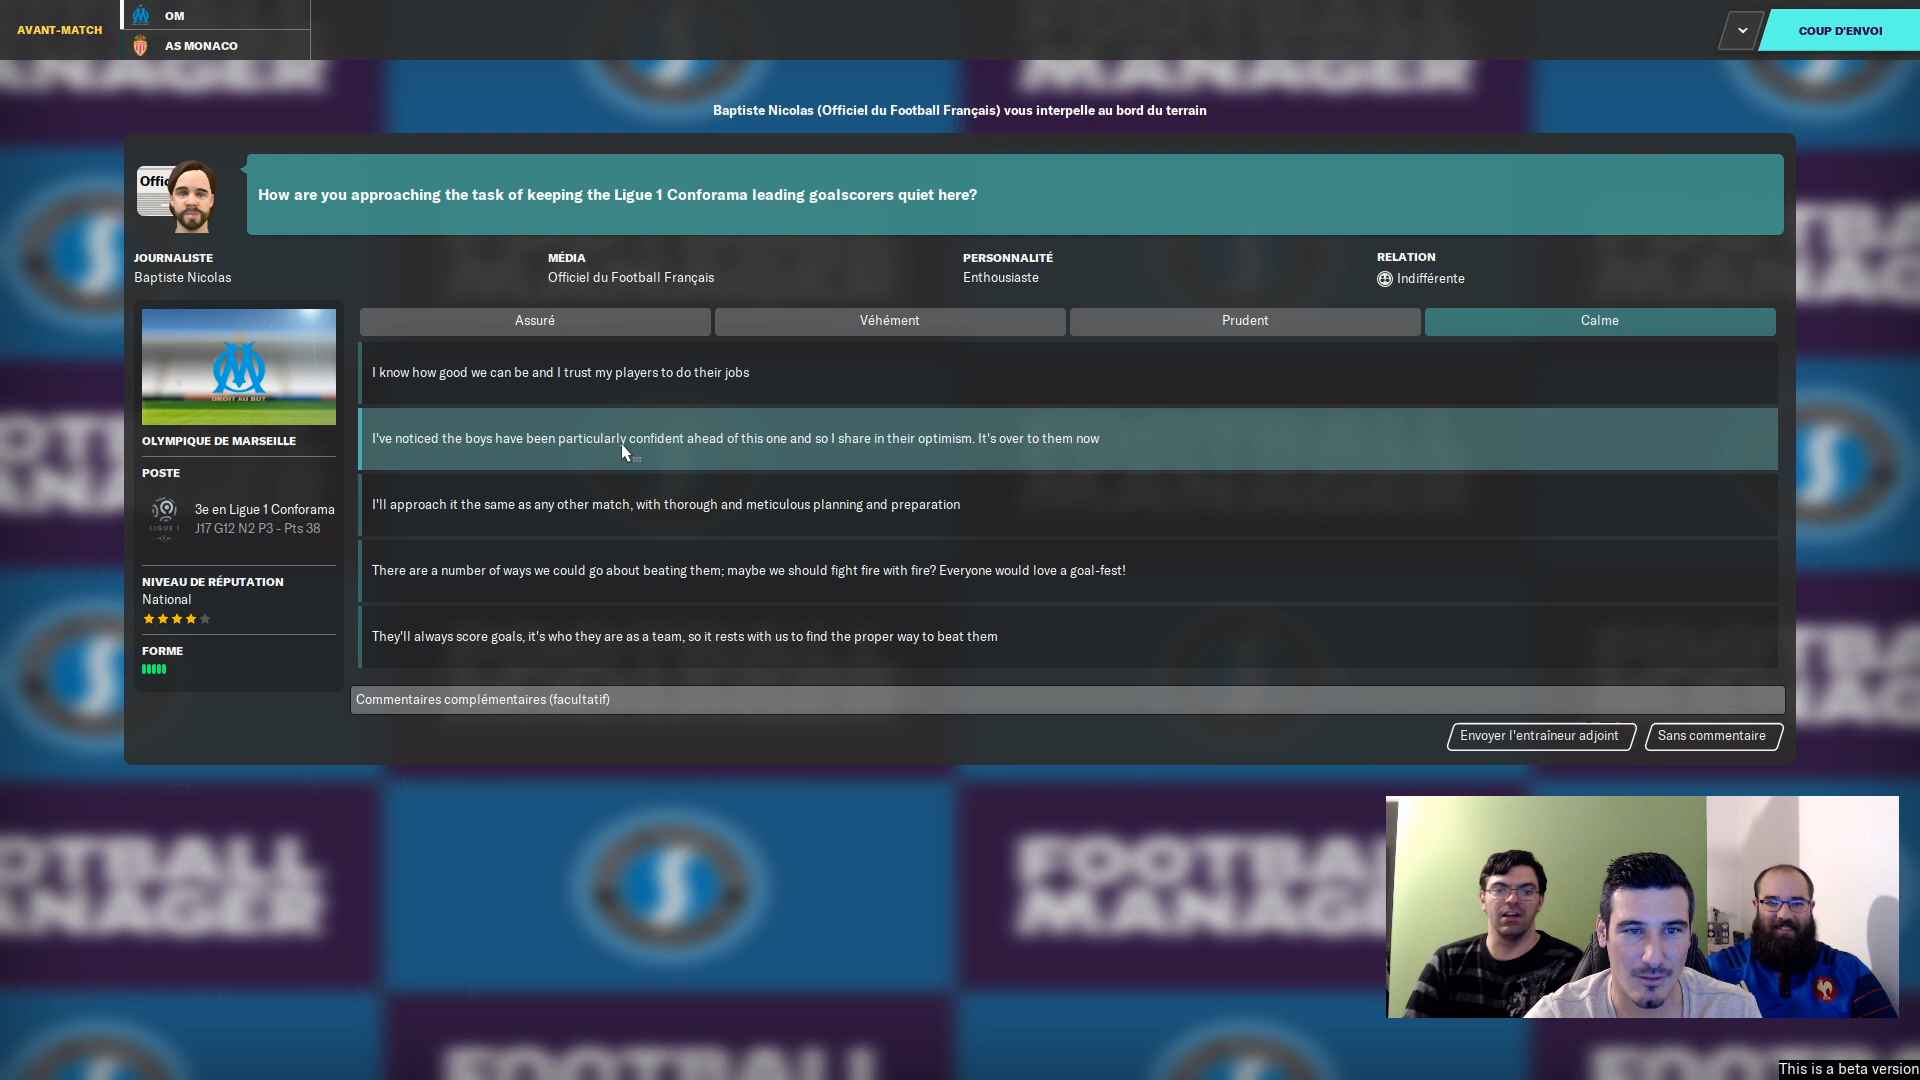 AVANT-MATCH
OM
AS MONACO
COUP D'ENVOI
Baptiste Nicolas (Officiel du Football Français) vous interpelle au bord du terrain
Offic
How are you approaching the task of keeping the Ligue 1 Conforama leading goalscorers quiet here?
JOURNALISTE
Baptiste Nicolas
MÉDIA
Officiel du Football Français
PERSONNALITÉ
Enthousiaste
RELATION
Indifférente
DROIT AU BUT
OLYMPIQUE DE MARSEILLE
POSTE
LIGUE 1
3e en Ligue 1 Conforama
J17 G12 N2 P3 - Pts 38
NIVEAU DE RÉPUTATION
National
FORME
Assuré
Véhément
Prudent
Calme
I know how good we can be and I trust my players to do their jobs
I've noticed the boys have been particularly confident ahead of this one and so I share in their optimism. It's over to them now
I'll approach it the same as any other match, with thorough and meticulous planning and preparation
There are a number of ways we could go about beating them; maybe we should fight fire with fire? Everyone would love a goal-fest!
They'll always score goals, it's who they are as a team, so it rests with us to find the proper way to beat them
Commentaires complémentaires (facultatif)
Envoyer l'entraîneur adjoint
Sans commentaire
FOOTBALL
MANAGER
This is a beta version